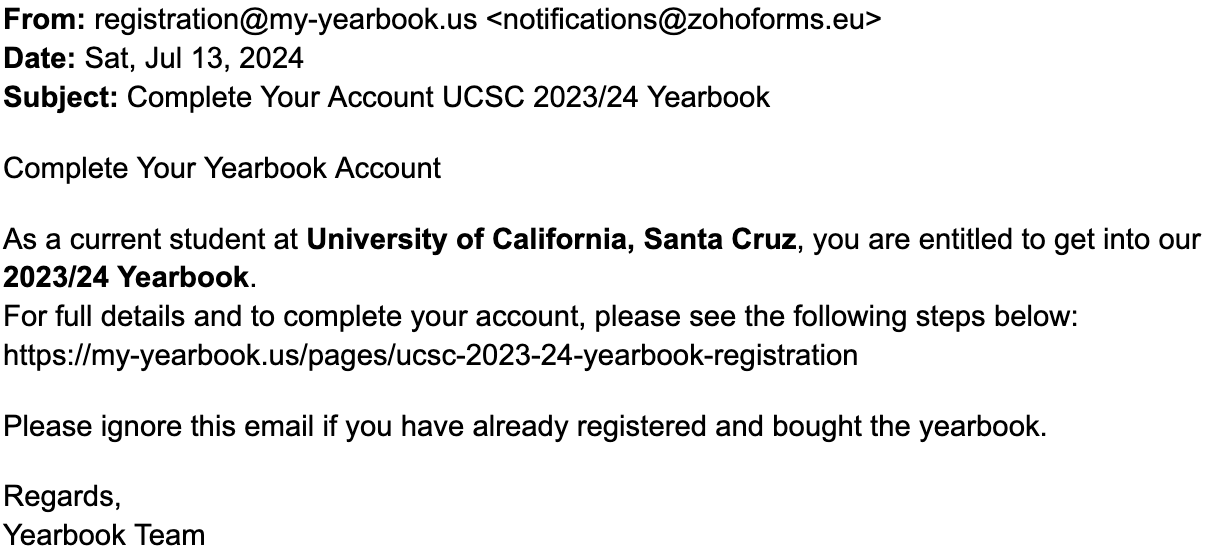 From: registration@my-yearbook.us <notifications@zohoforms.eu>
Date: Sat, Jul 13, 2024
Subject: Complete Your Account UCSC 2023/24 Yearbook
Complete Your Yearbook Account
As a current student at University of California, Santa Cruz, you are entitled to get into our
2023/24 Yearbook.
For full details and to complete your account, please see the following steps below:
https://my-yearbook.us/pages/ucsc-2023-24-yearbook-registration
Please ignore this email if you have already registered and bought the yearbook.
Regards,
Yearbook Team